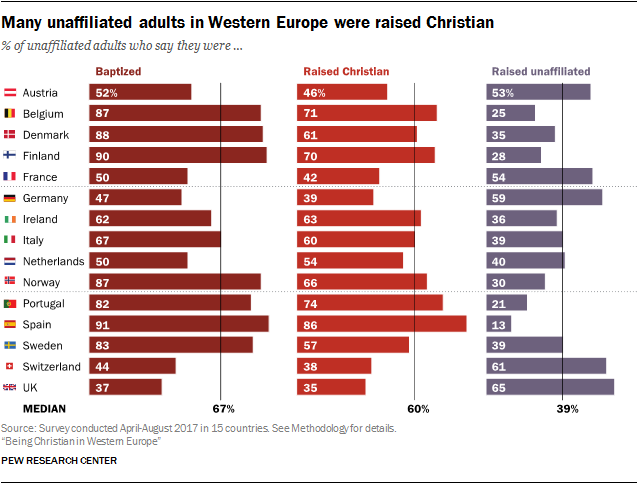 Many unaffiliated adults in Western Europe were raised Christian
% of unaffiliated adults who say they were ...
Baptized Raised Christian Raised unaffiliated
Austria 52% 46% 53%
Belgium 87 71 25
Denmark 88 61 35
Finland 90 70 28
France 50 42 54
Germany 47 39 59
Ireland 62 63 36
Italy 67 60 39
Netherlands 50 54 40
Norway 87 66 30
Portugal 82 74 21
Spain 91 86 13
Sweden 83 57 39
Switzerland 44 38 61
UK 37 35 65
MEDIAN 67% 60% 39%
Source: Survey conducted April-August 2017 in 15 countries. See Methodology for details.
“Being Christian in Western Europe”
PEW RESEARCH CENTER